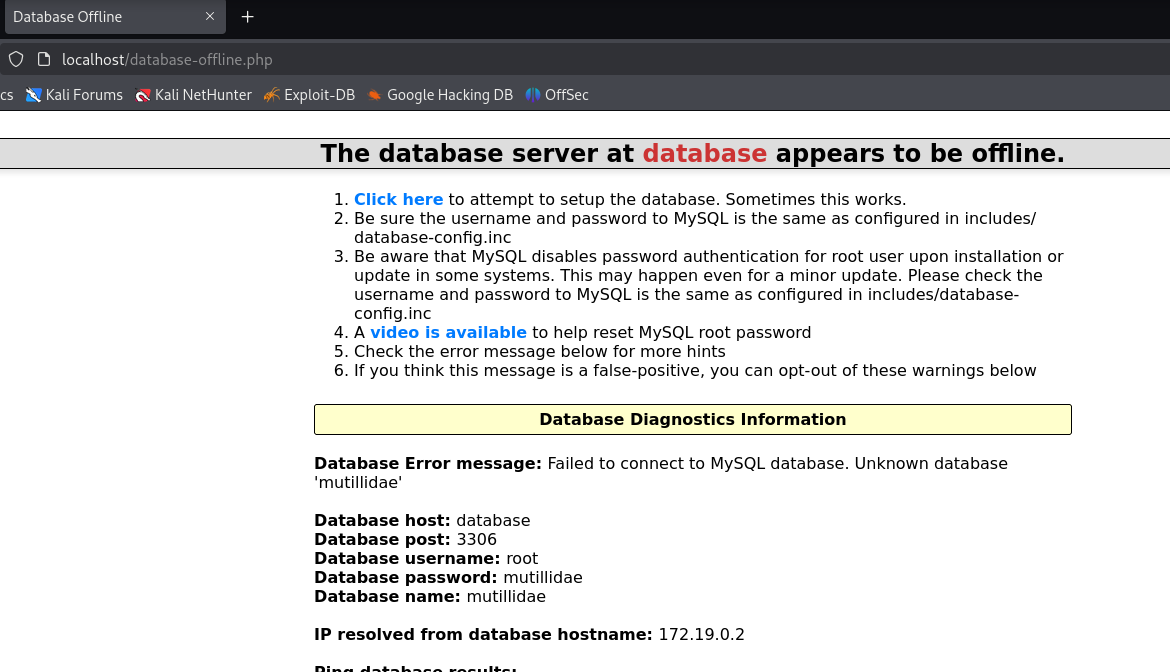 Database Offline
localhost/database-offline.php
cs Kali Forums Kali NetHunter Exploit-DB Google Hacking DB OffSec
The database server at database appears to be offline.
1. Click here to attempt to setup the database. Sometimes this works.
2. Be sure the username and password to MySQL is the same as configured in includes/
database-config.inc
3. Be aware that MySQL disables password authentication for root user upon installation or
update in some systems. This may happen even for a minor update. Please check the
username and password to MySQL is the same as configured in includes/database-
config.inc
4. A video is available to help reset MySQL root password
5. Check the error message below for more hints
6. If you think this message is a false-positive, you can opt-out of these warnings below
Database Diagnostics Information
Database Error message: Failed to connect to MySQL database. Unknown database
'mutillidae'
Database host: database
Database post: 3306
Database username: root
Database password: mutillidae
Database name: mutillidae
IP resolved from database hostname: 172.19.0.2
Ping database results: